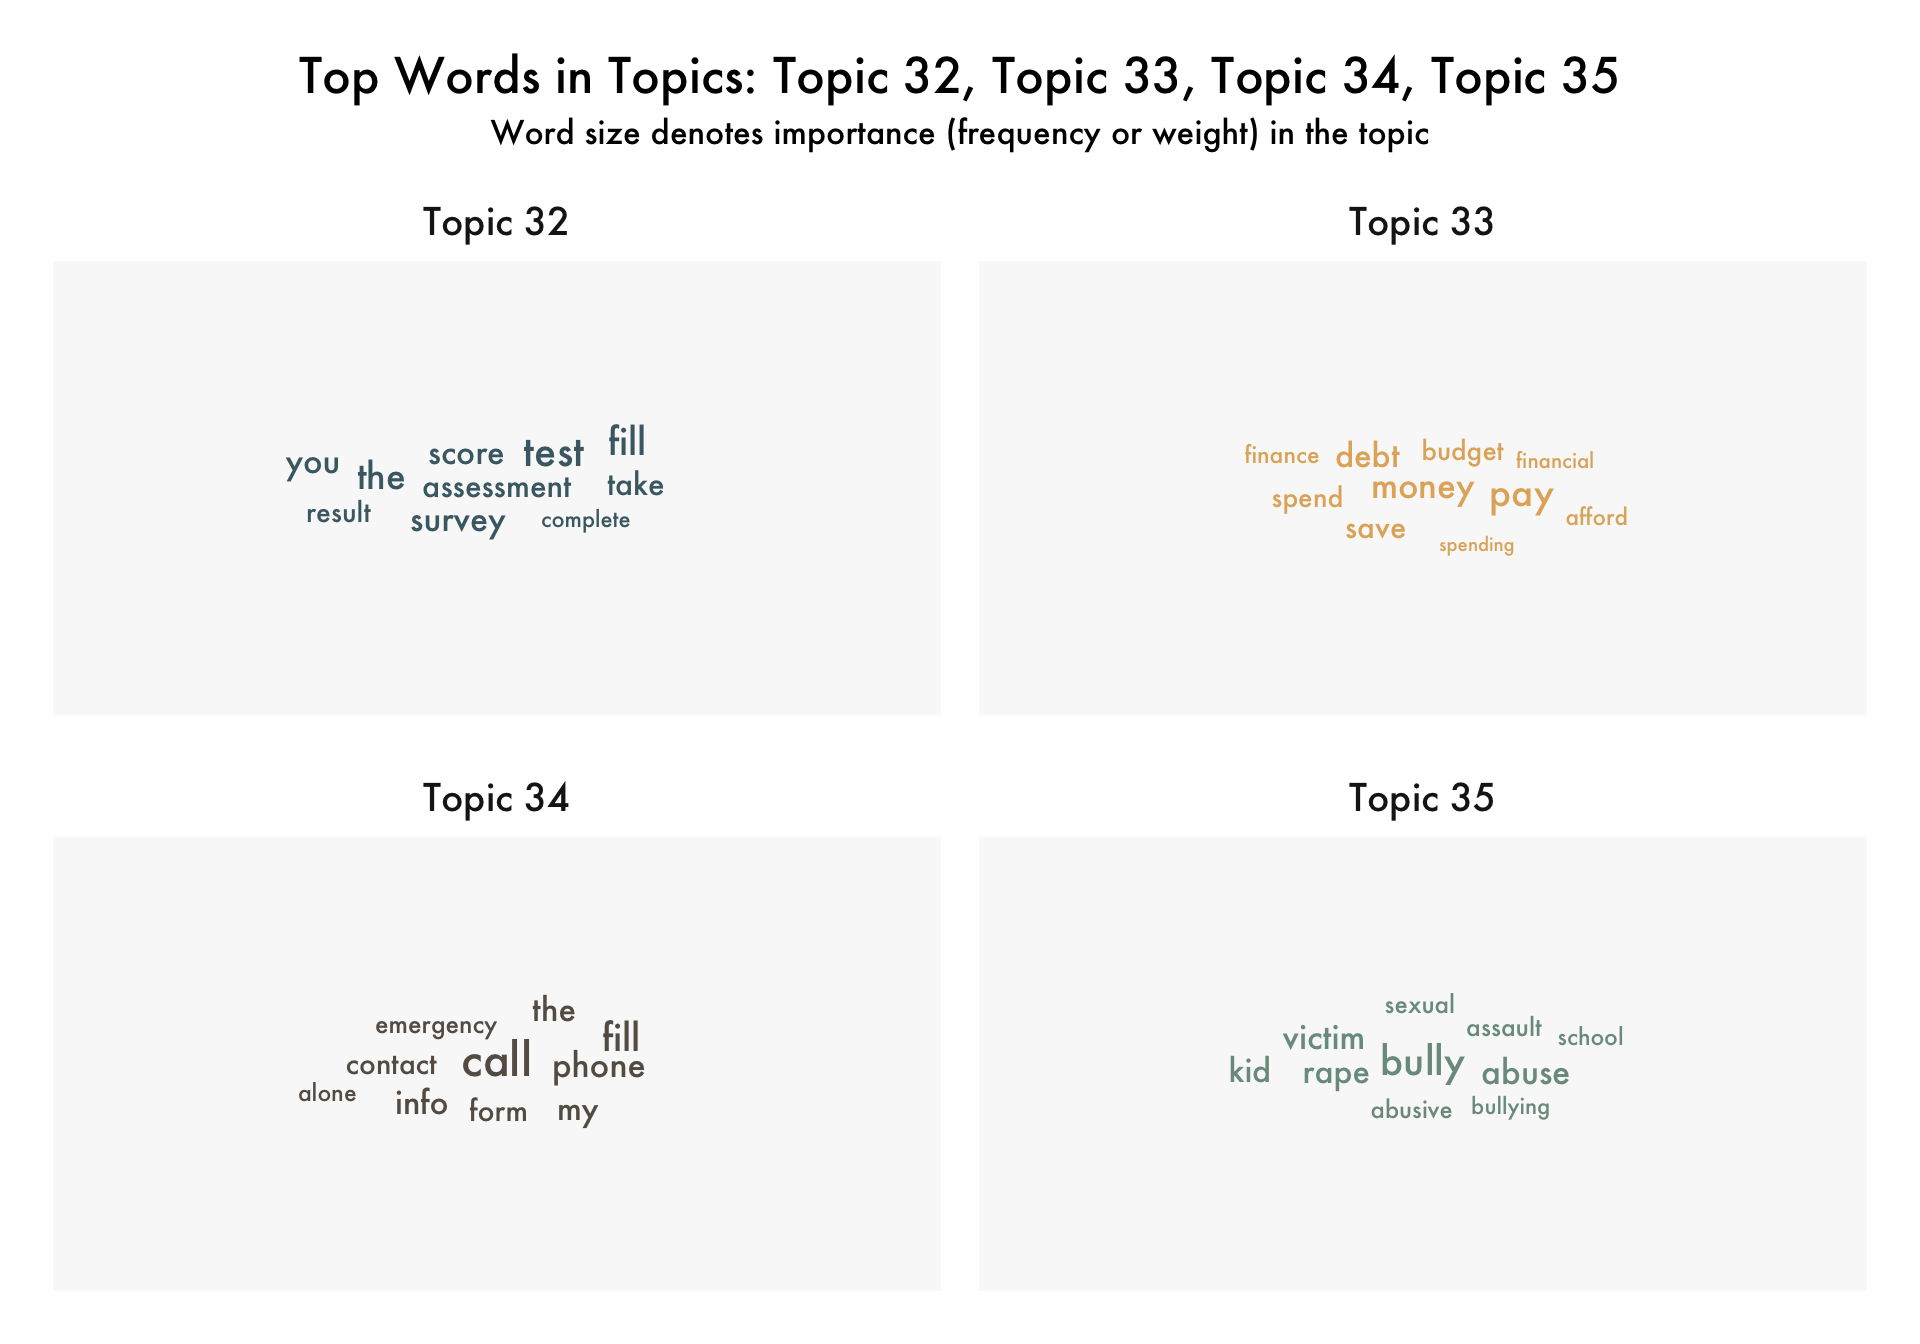 Top Words in Topics: Topic 32, Topic 33, Topic 34, Topic 35
Word size denotes importance (frequency or weight) in the topic
Topic 32
fill
you the score test
assessment take
result survey complete
Topic 33
finance debt budget financial
spend money pay
save afford
spending
Topic 34
emergency the
fill
contact call phone
alone info form my
Topic 35
sexual
victim assault school
kid rape bully abuse
abusive bullying